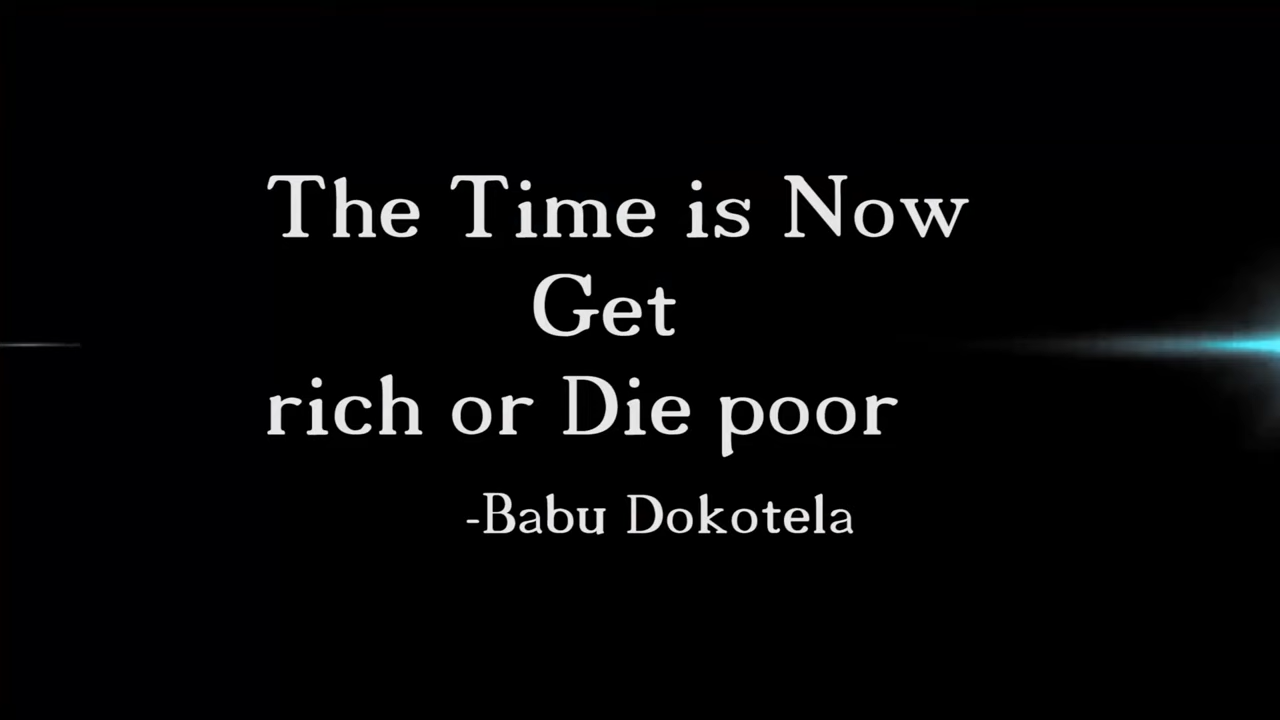 The Time is Now
Get
rich or Die poor
-Babu Dokotela